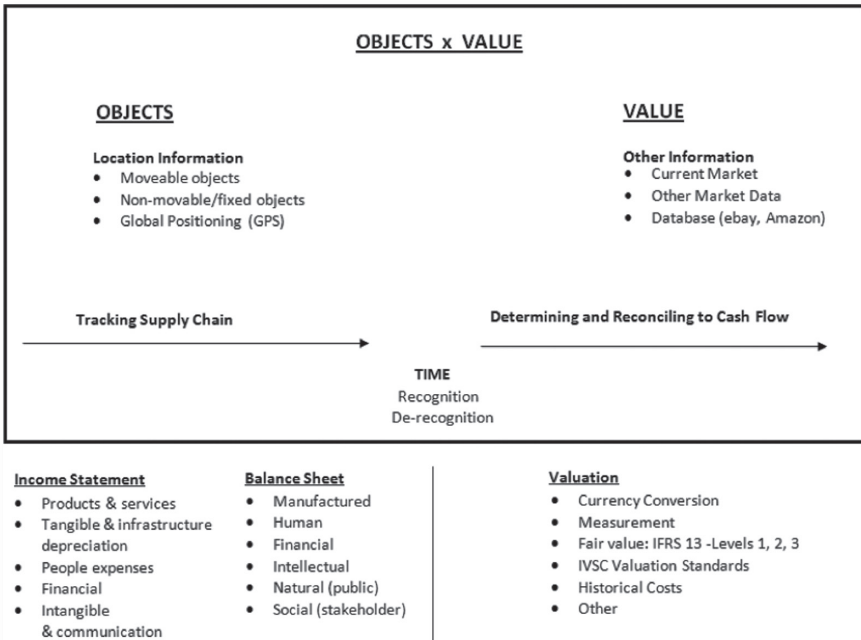 OBJECTS x VALUE
OBJECTS
Location Information
• Moveable objects
• Non-movable/fixed objects
• Global Positioning (GPS)
VALUE
Other Information
• Current Market
• Other Market Data
• Database (ebay, Amazon)
Tracking Supply Chain
Determining and Reconciling to Cash Flow
TIME
Recognition
De-recognition
Income Statement
• Products & services
• Tangible & infrastructure
depreciation
• People expenses
• Financial
• Intangible
& communication
Balance Sheet
• Manufactured
• Human
• Financial
• Intellectual
• Natural (public)
• Social (stakeholder)
Valuation
• Currency Conversion
• Measurement
• Fair value: IFRS 13 -Levels 1, 2, 3
• IVSC Valuation Standards
• Historical Costs
• Other